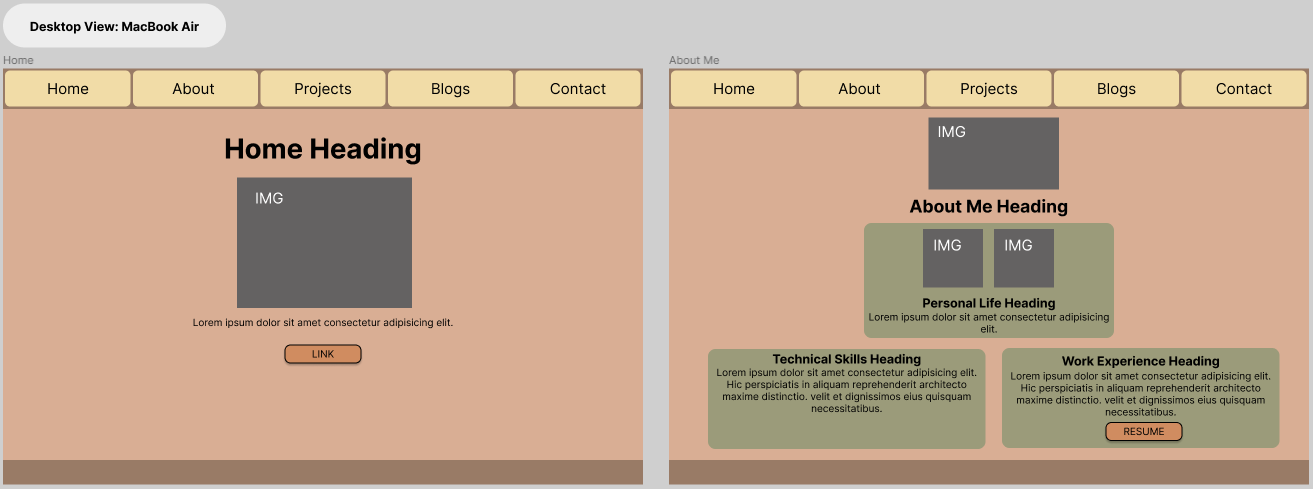 Desktop View: MacBook Air
Home
Home About Projects Blogs Contact
Home Heading
IMG
Lorem ipsum dolor sit amet consectetur adipisicing elit.
LINK
About Me
Home About Projects Blogs Contact
IMG
About Me Heading
IMG IMG
Personal Life Heading
Lorem ipsum dolor sit amet consectetur adipisicing
elit.
Technical Skills Heading
Lorem ipsum dolor sit amet consectetur adipisicing elit.
Hic perspiciatis in aliquam reprehenderit architecto
maxime distinctio. velit et dignissimos eius quisquam
necessitatibus.
Work Experience Heading
Lorem ipsum dolor sit amet consectetur adipisicing elit.
Hic perspiciatis in aliquam reprehenderit architecto
maxime distinctio. velit et dignissimos eius quisquam
necessitatibus.
RESUME